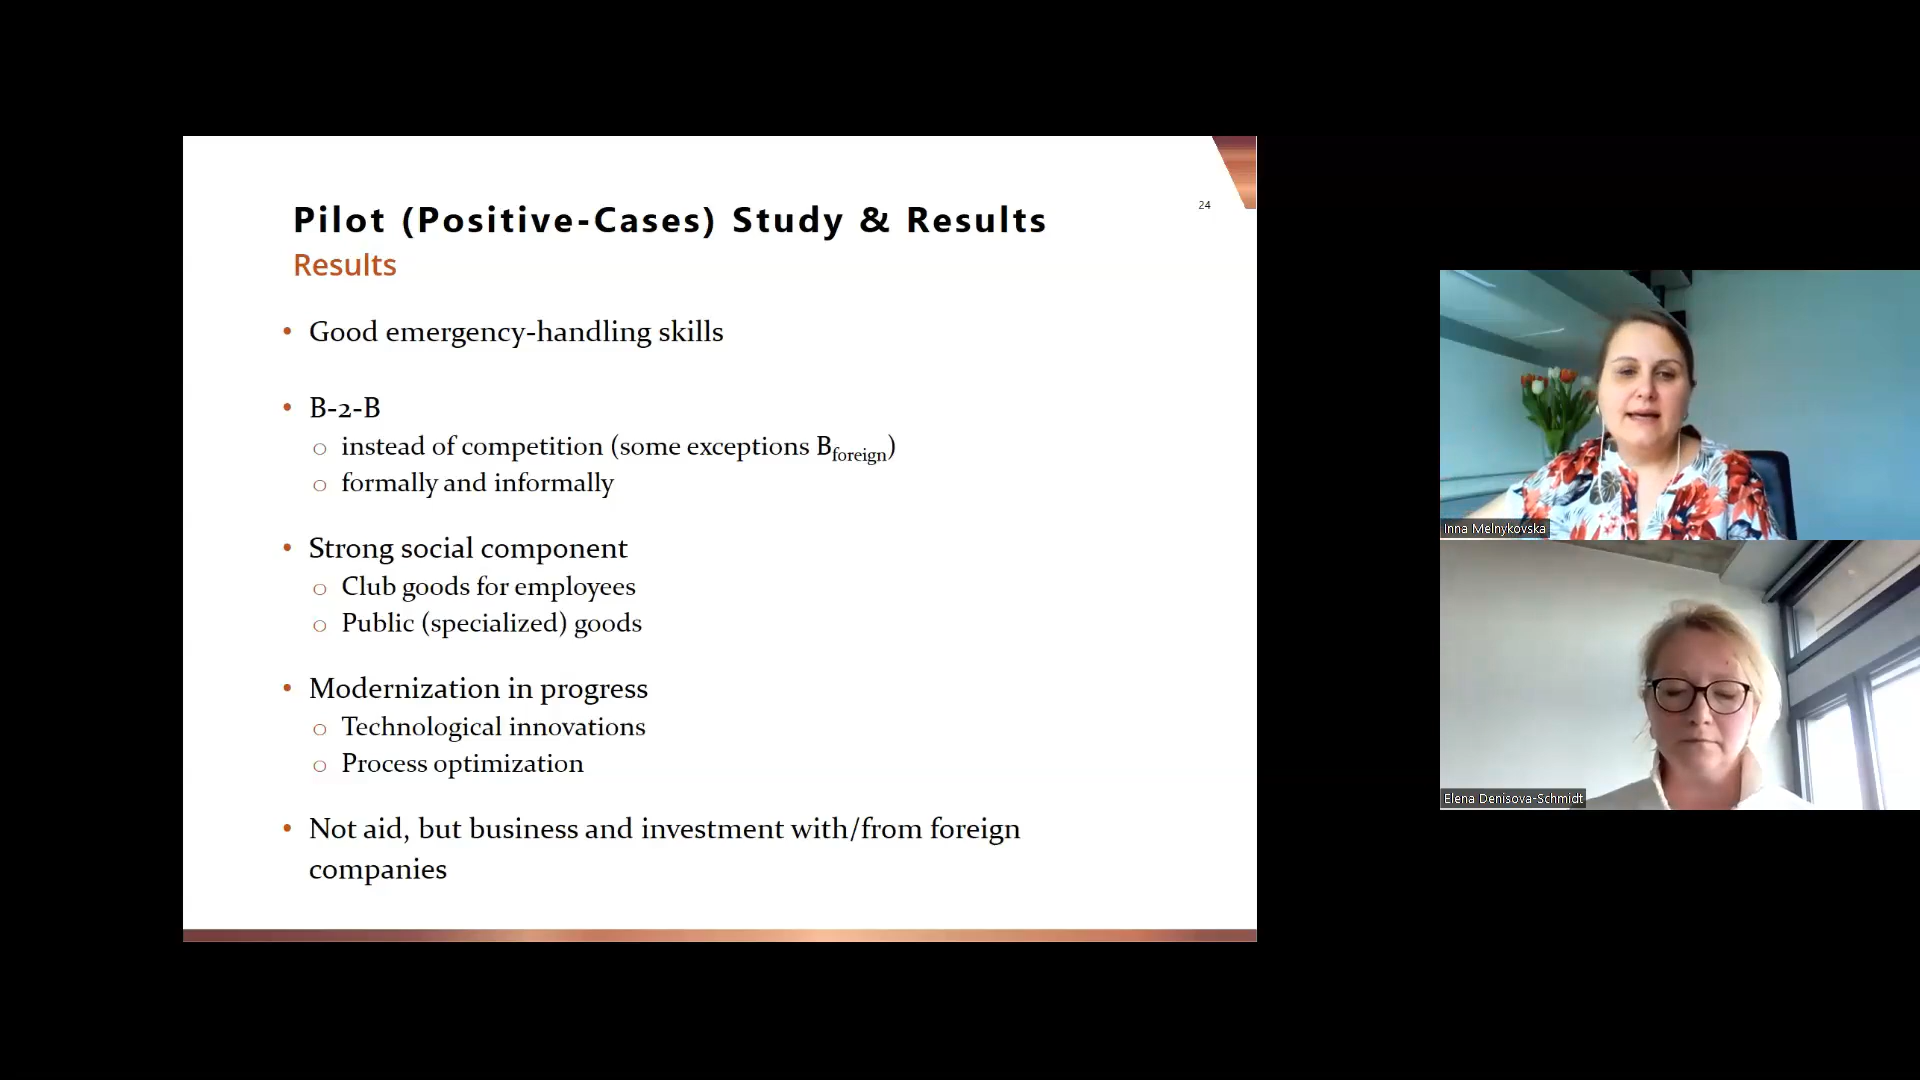 24
Pilot (Positive-Cases) Study & Results
Results
• Good emergency-handling skills
• B-2-B
○ instead of competition (some exceptions Bforeign)
○ formally and informally
• Strong social component
○ Club goods for employees
○ Public (specialized) goods
• Modernization in progress
○ Technological innovations
○ Process optimization
• Not aid, but business and investment with/from foreign
companies
Inna Melnykovska
Elena Denisova-Schmidt